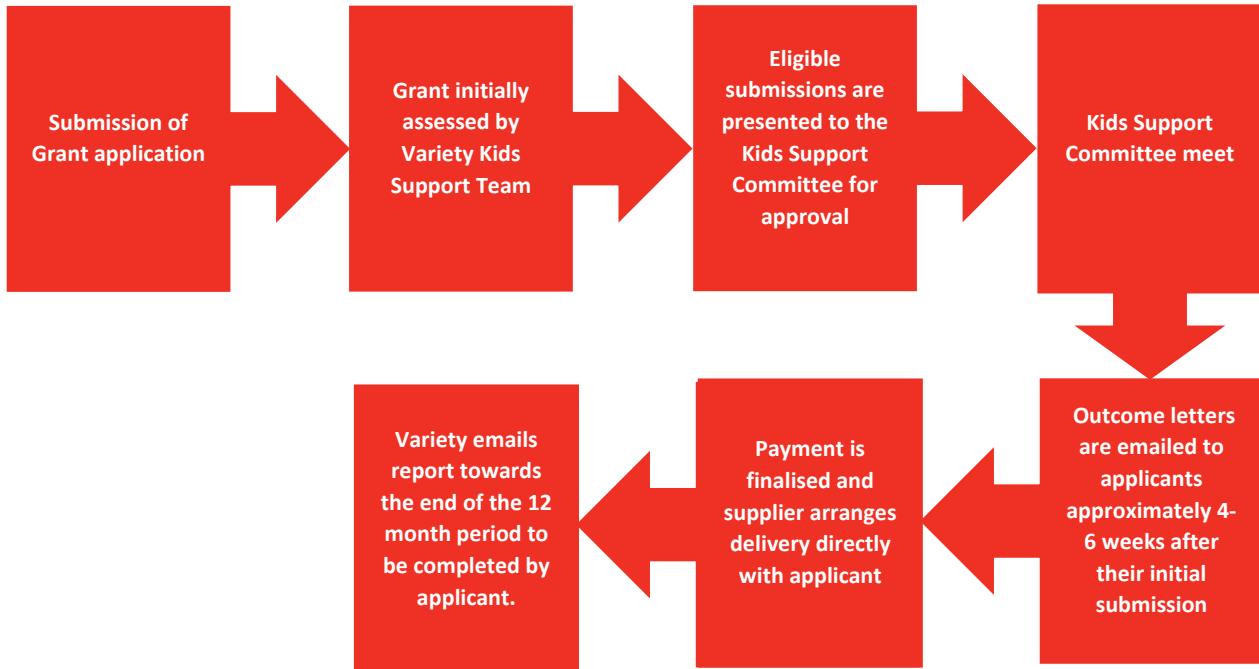 Submission of
Grant application
Grant initially
assessed by
Variety Kids
Support Team
Eligible
submissions are
presented to the
Kids Support
Committee for
approval
Kids Support
Committee meet
Outcome letters
are emailed to
applicants
approximately 4-
6 weeks after
their initial
submission
Payment is
finalised and
supplier arranges
delivery directly
with applicant
Variety emails
report towards
the end of the 12
month period to
be completed by
applicant.